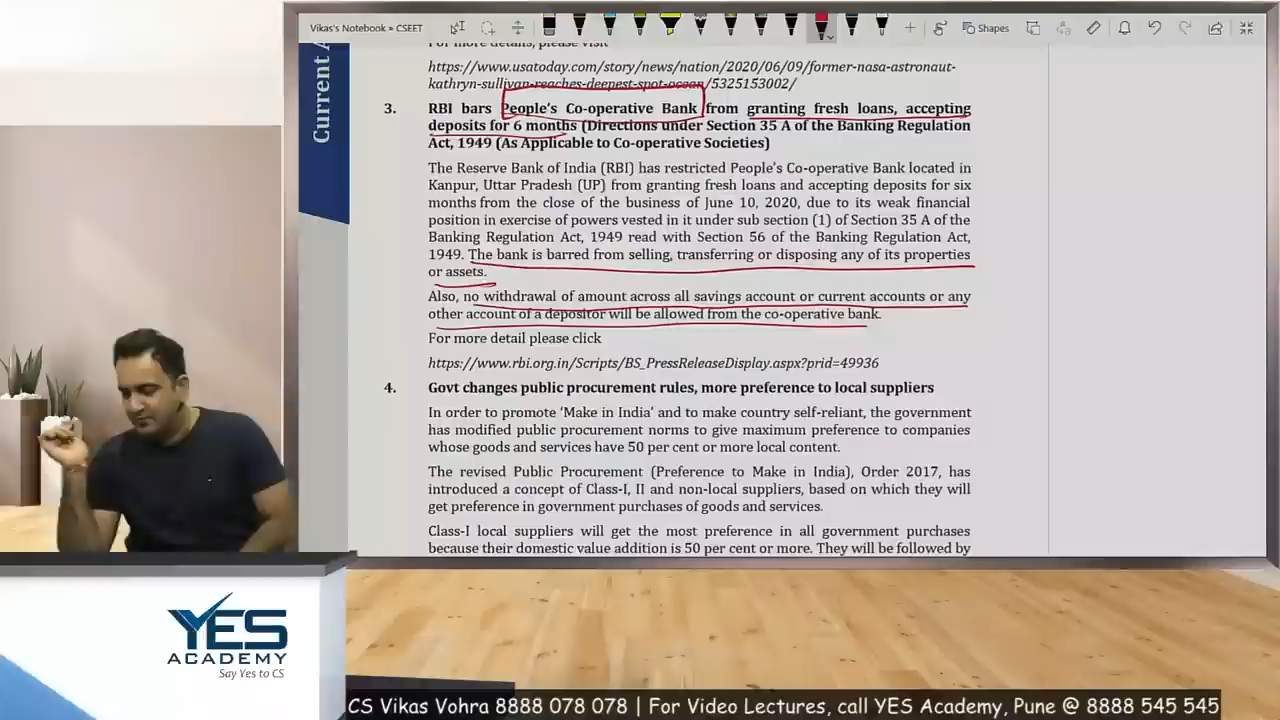 Vikas's Notebook » CSEET
Shapes
Current A
For more details, please visit
https://www.usatoday.com/story/news/nation/2020/06/09/former-nasa-astronaut-
kathryn-sullivan-reaches-deepest-spot-ocean/5325153002/
3. RBI bars People's Co-operative Bank from granting fresh loans, accepting
deposits for 6 months (Directions under Section 35 A of the Banking Regulation
Act, 1949 (As Applicable to Co-operative Societies)
The Reserve Bank of India (RBI) has restricted People's Co-operative Bank located in
Kanpur, Uttar Pradesh (UP) from granting fresh loans and accepting deposits for six
months from the close of the business of June 10, 2020, due to its weak financial
position in exercise of powers vested in it under sub section (1) of Section 35 A of the
Banking Regulation Act, 1949 read with Section 56 of the Banking Regulation Act,
1949. The bank is barred from selling, transferring or disposing any of its properties
or assets.
Also, no withdrawal of amount across all savings account or current accounts or any
other account of a depositor will be allowed from the co-operative bank.
For more detail please click
https://www.rbi.org.in/Scripts/BS_PressReleaseDisplay.aspx?prid=49936
4. Govt changes public procurement rules, more preference to local suppliers
In order to promote 'Make in India' and to make country self-reliant, the government
has modified public procurement norms to give maximum preference to companies
whose goods and services have 50 per cent or more local content.
The revised Public Procurement (Preference to Make in India), Order 2017, has
introduced a concept of Class-I, II and non-local suppliers, based on which they will
get preference in government purchases of goods and services.
Class-I local suppliers will get the most preference in all government purchases
because their domestic value addition is 50 per cent or more. They will be followed by
YES
ACADEMY
Say Yes to CS
CS Vikas Vohra 8888 078 078 | For Video Lectures, call YES Academy, Pune @ 8888 545 545